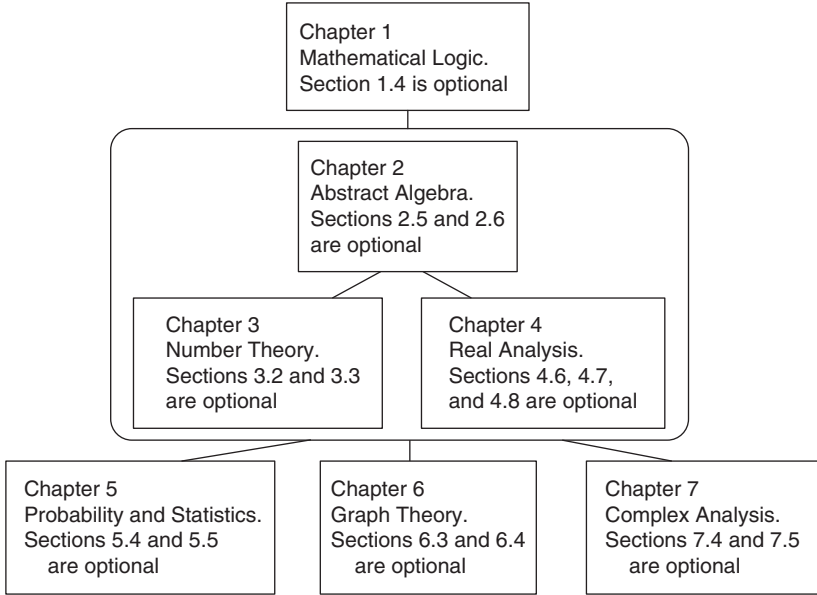 Chapter 1
Mathematical Logic.
Section 1.4 is optional
Chapter 2
Abstract Algebra.
Sections 2.5 and 2.6
are optional
Chapter 3
Number Theory.
Sections 3.2 and 3.3
are optional
Chapter 4
Real Analysis.
Sections 4.6, 4.7,
and 4.8 are optional
Chapter 5
Probability and Statistics.
Sections 5.4 and 5.5
are optional
Chapter 6
Graph Theory.
Sections 6.3 and 6.4
are optional
Chapter 7
Complex Analysis.
Sections 7.4 and 7.5
are optional